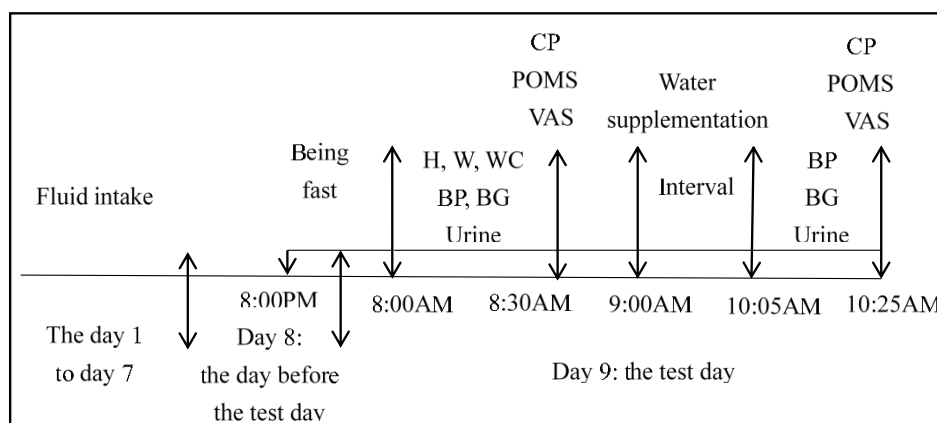 CP
POMS
VAS
Water
supplementation
CP
POMS
VAS
Being
fast
H, W, WC
BP, BG
Urine
Interval
BP
BG
Urine
Fluid intake
8:00PM
8:00AM
8:30AM
9:00AM
10:05AM
10:25AM
The day 1
to day 7
Day 8:
the day before
the test day
Day 9: the test day